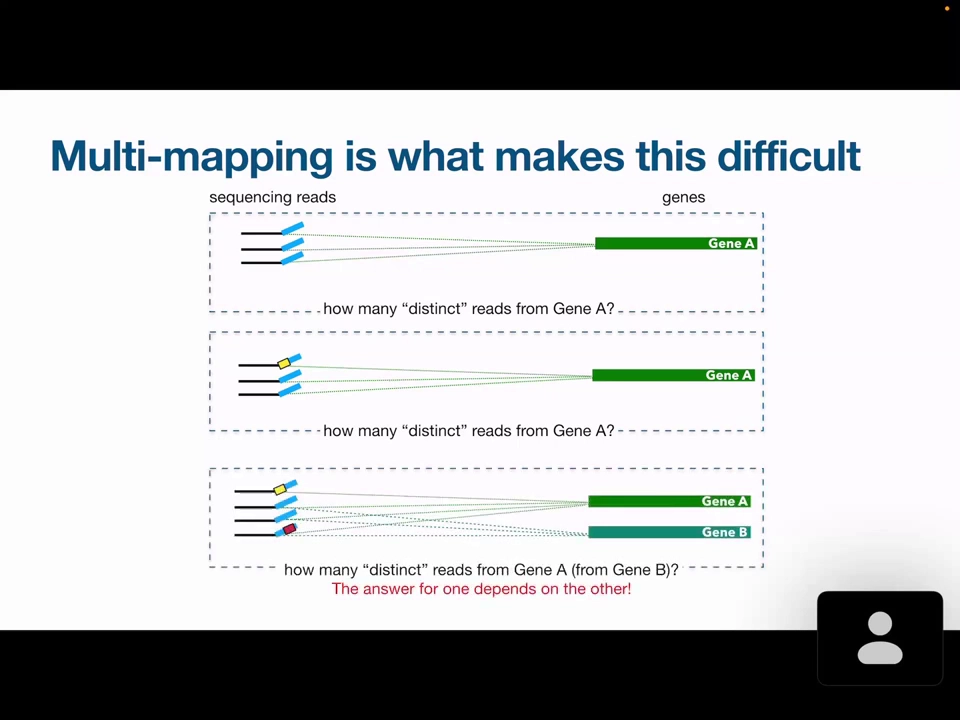 Multi-mapping is what makes this difficult
sequencing reads
genes
Gene A
how many “distinct” reads from Gene A?
Gene A
how many “distinct” reads from Gene A?
Gene A
Gene B
how many “distinct” reads from Gene A (from Gene B)?
The answer for one depends on the other!